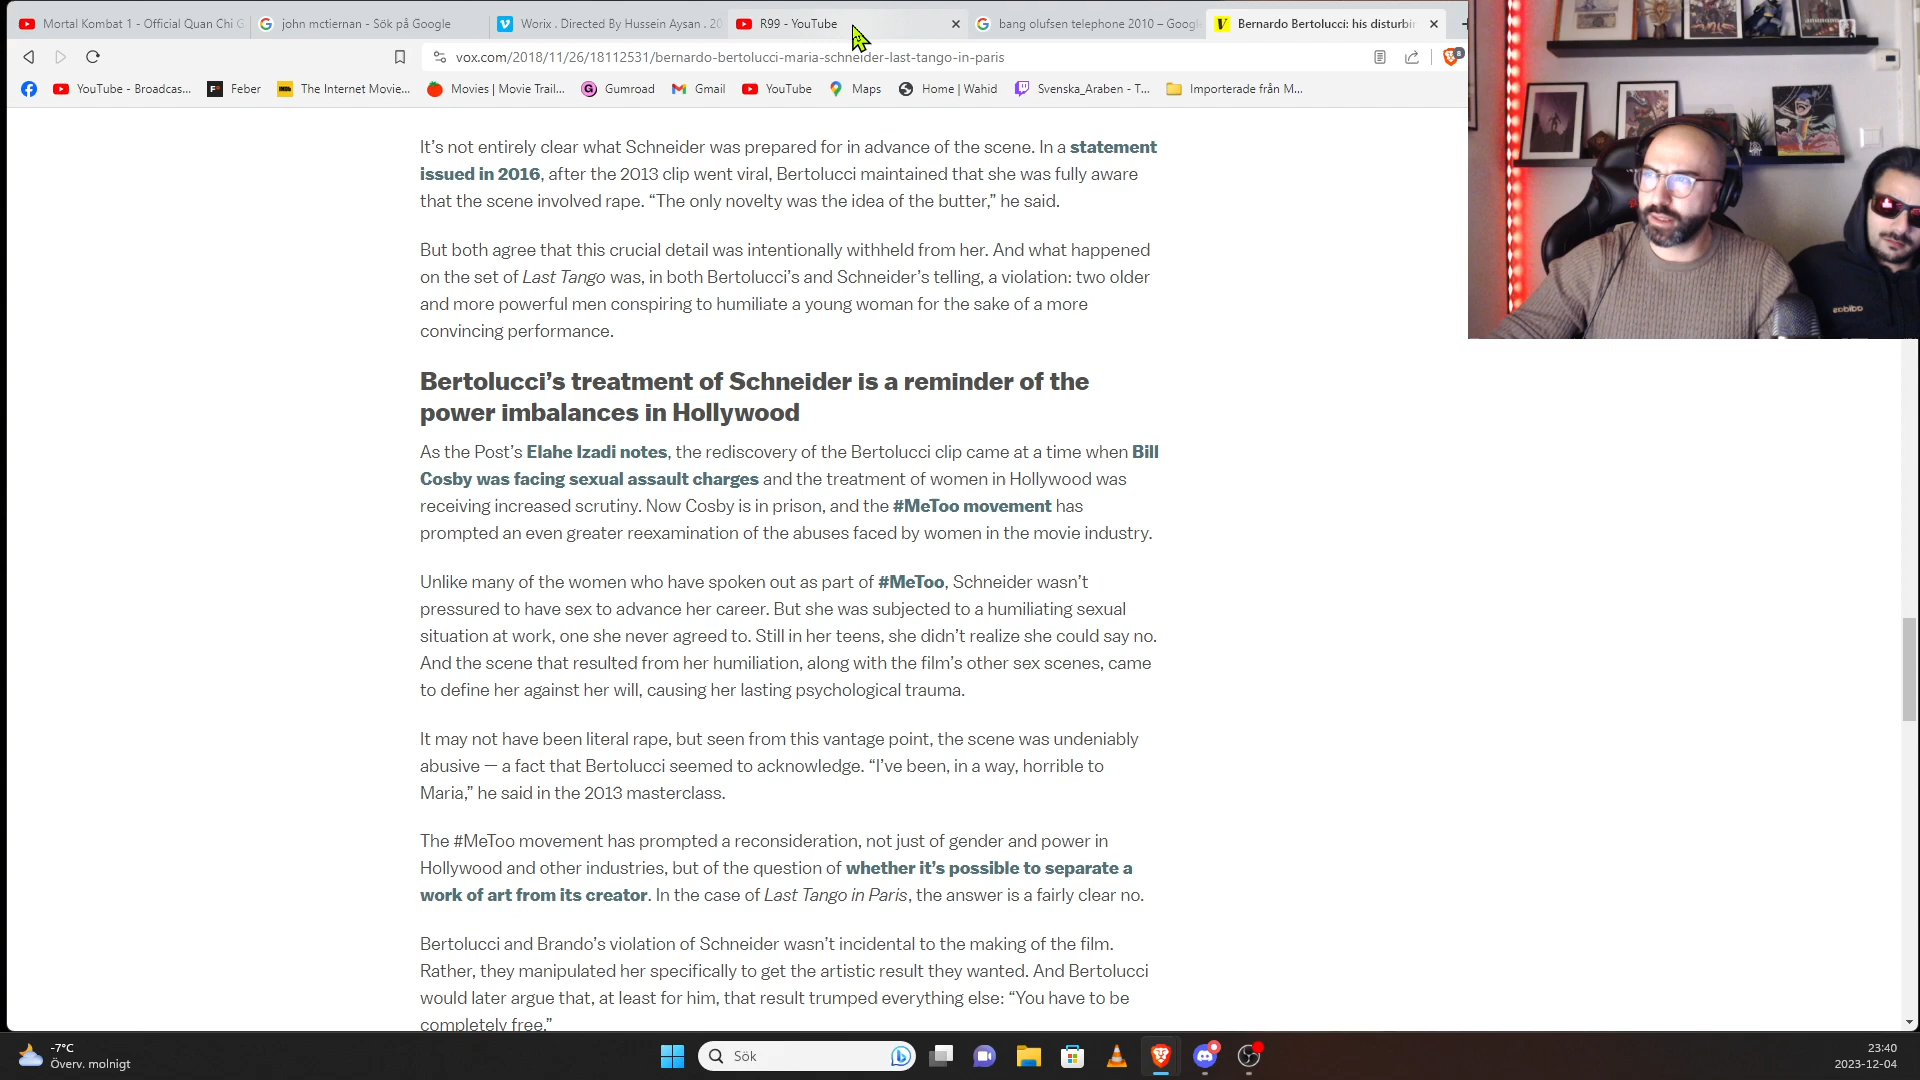 Mortal Kombat 1 - Official Quan Chi G
john mctiernan - Sök på Google
Worix . Directed By Hussein Aysan . 20
R99 - YouTube
bang olufsen telephone 2010 – Googl
Bernardo Bertolucci: his disturbin
vox.com/2018/11/26/18112531/bernardo-bertolucci-maria-schneider-last-tango-in-paris
8
YouTube - Broadcas...
Feber
The Internet Movie...
Movies | Movie Trail...
Gumroad
Gmail
YouTube
Maps
Home | Wahid
Svenska_Araben - T...
Importerade från M...
It’s not entirely clear what Schneider was prepared for in advance of the scene. In a statement
issued in 2016, after the 2013 clip went viral, Bertolucci maintained that she was fully aware
that the scene involved rape. “The only novelty was the idea of the butter,” he said.
But both agree that this crucial detail was intentionally withheld from her. And what happened
on the set of Last Tango was, in both Bertolucci’s and Schneider’s telling, a violation: two older
and more powerful men conspiring to humiliate a young woman for the sake of a more
convincing performance.
Bertolucci’s treatment of Schneider is a reminder of the
power imbalances in Hollywood
As the Post’s Elahe Izadi notes, the rediscovery of the Bertolucci clip came at a time when Bill
Cosby was facing sexual assault charges and the treatment of women in Hollywood was
receiving increased scrutiny. Now Cosby is in prison, and the #MeToo movement has
prompted an even greater reexamination of the abuses faced by women in the movie industry.
Unlike many of the women who have spoken out as part of #MeToo, Schneider wasn’t
pressured to have sex to advance her career. But she was subjected to a humiliating sexual
situation at work, one she never agreed to. Still in her teens, she didn’t realize she could say no.
And the scene that resulted from her humiliation, along with the film’s other sex scenes, came
to define her against her will, causing her lasting psychological trauma.
It may not have been literal rape, but seen from this vantage point, the scene was undeniably
abusive — a fact that Bertolucci seemed to acknowledge. “I’ve been, in a way, horrible to
Maria,” he said in the 2013 masterclass.
The #MeToo movement has prompted a reconsideration, not just of gender and power in
Hollywood and other industries, but of the question of whether it’s possible to separate a
work of art from its creator. In the case of Last Tango in Paris, the answer is a fairly clear no.
Bertolucci and Brando’s violation of Schneider wasn’t incidental to the making of the film.
Rather, they manipulated her specifically to get the artistic result they wanted. And Bertolucci
would later argue that, at least for him, that result trumped everything else: “You have to be
completely free.”
adidas
-7°C
Överv. molnigt
Sök
23:40
2023-12-04